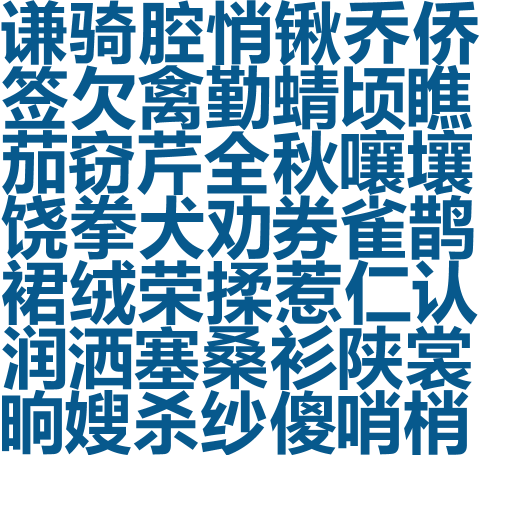 谦骑腔悄锹乔侨
签欠禽勤蜻顷瞧
茄窃芹全秋嚷壤
饶拳犬劝券雀鹊
裙绒荣揉惹仁认
润洒塞桑衫陕裳
晌嫂杀纱傻哨梢